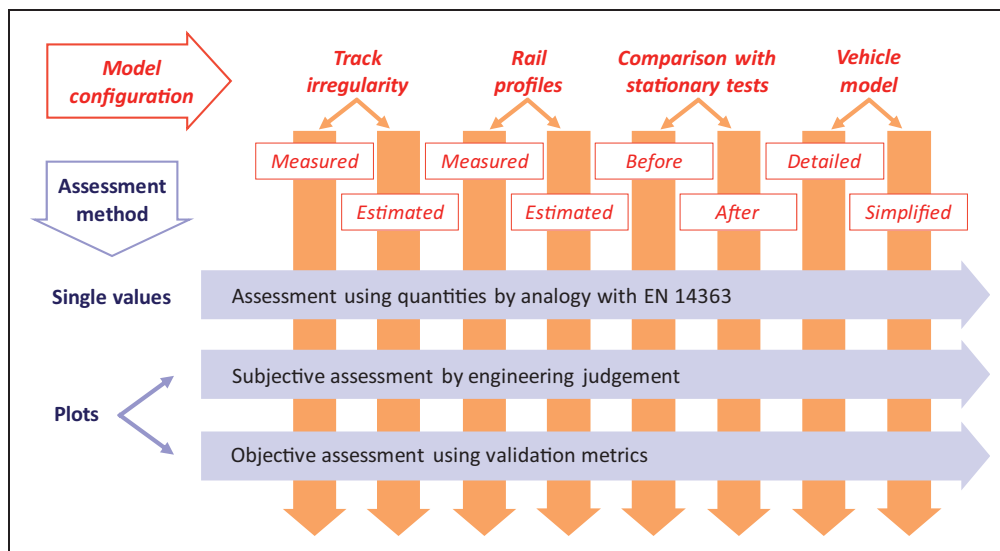 Model
configuration
Track
irregularity
Rail
profiles
Comparison with
stationary tests
Vehicle
model
Measured
Estimated
Measured
Estimated
Before
After
Detailed
Simplified
Assessment
method
Single values
Assessment using quantities by analogy with EN 14363
Plots
Subjective assessment by engineering judgement
Objective assessment using validation metrics